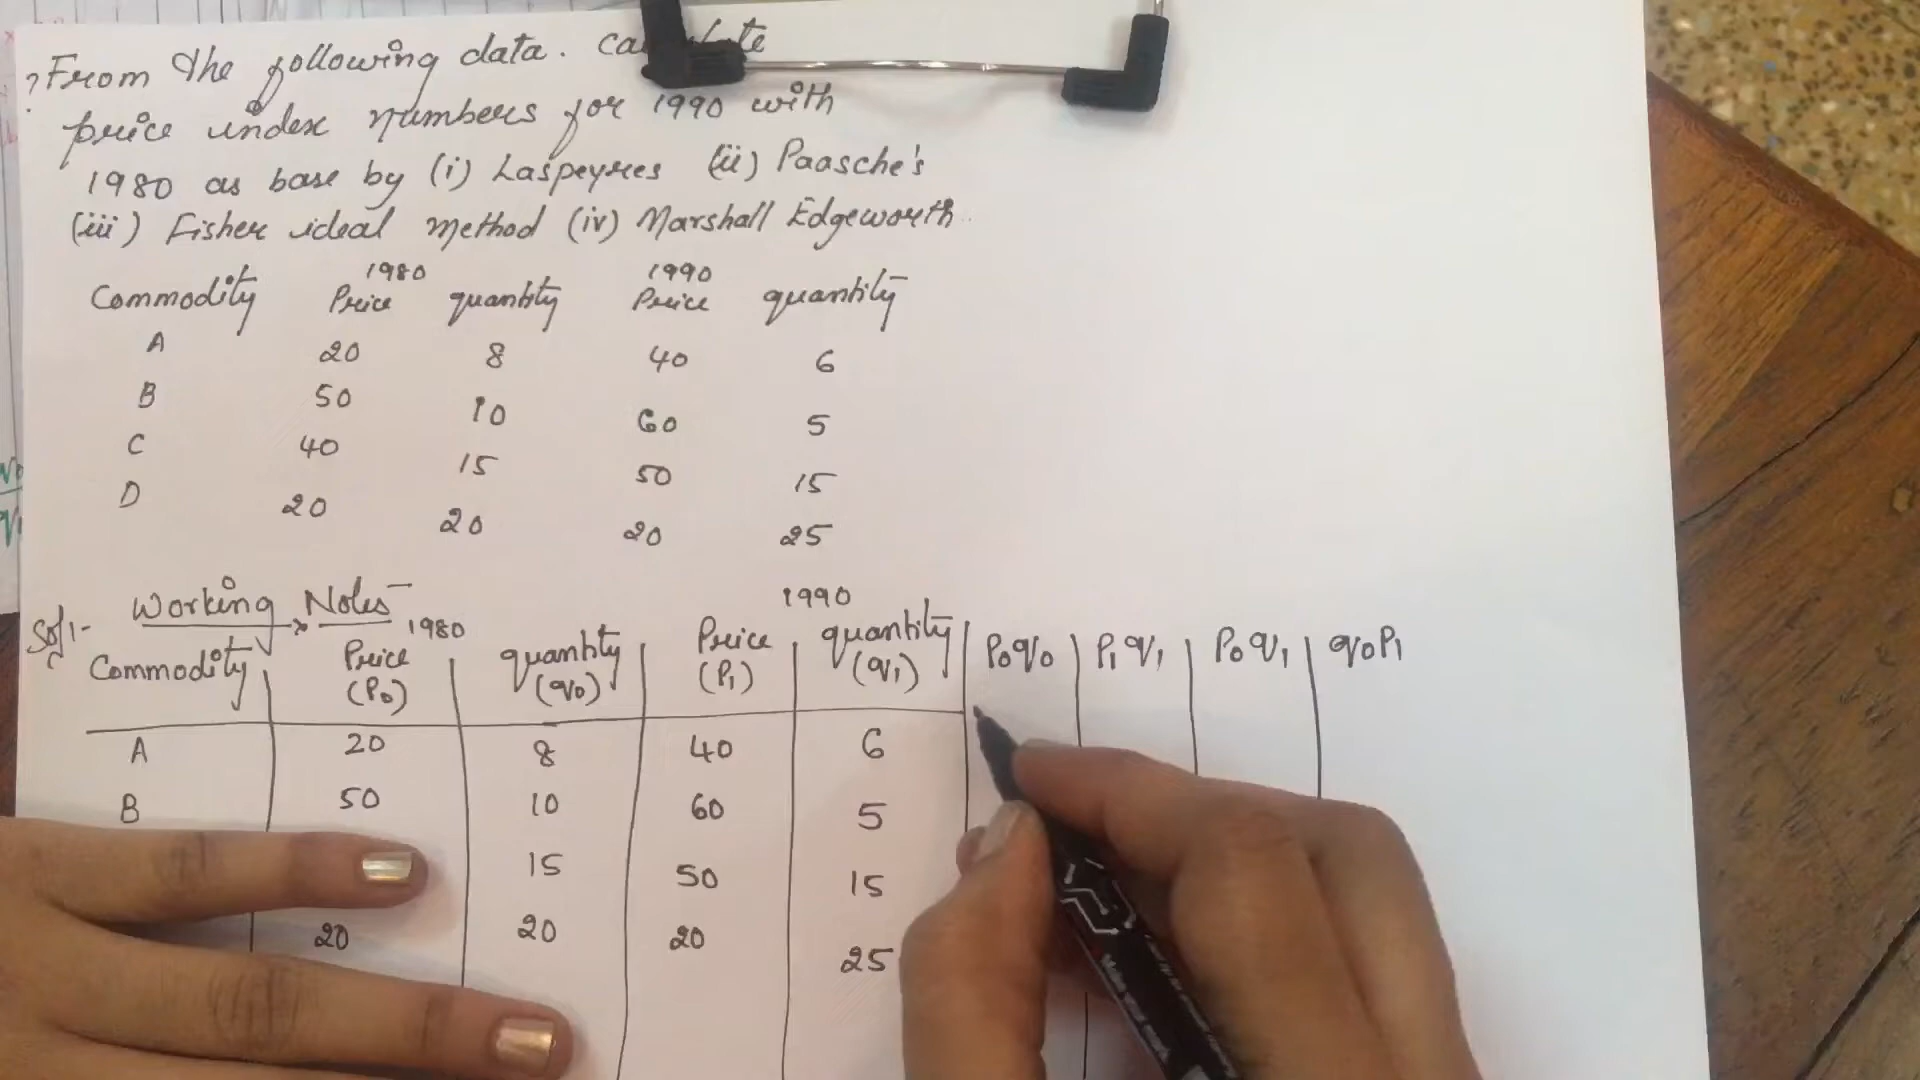 ? From the following data. Calculate
price index numbers for 1990 with
1980 as base by (i) Laspeyres (ii) Paasche's
(iii) Fisher ideal method (iv) Marshall Edgeworth
1980 1990
Commodity Price quantity Price quantity
A 20 8 40 6
B 50 10 60 5
C 40 15 50 15
D 20 20 20 25
Sol:- Working Notes
1980 1990
Commodity Price (P0) quantity (q0) Price (P1) quantity (q1) P0q0 P1q1 P0q1 q0P1
A 20 8 40 6
B 50 10 60 5
15 50 15
20 20 20 25